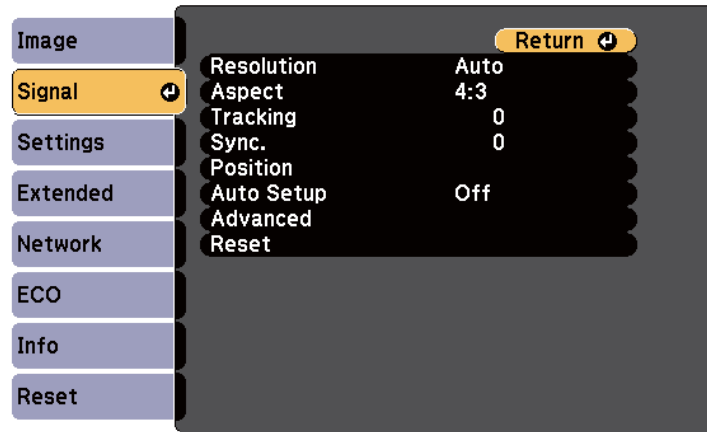 Image
Signal
Settings
Extended
Network
ECO
Info
Reset
Return
Resolution Auto
Aspect 4:3
Tracking 0
Sync. 0
Position
Auto Setup Off
Advanced
Reset